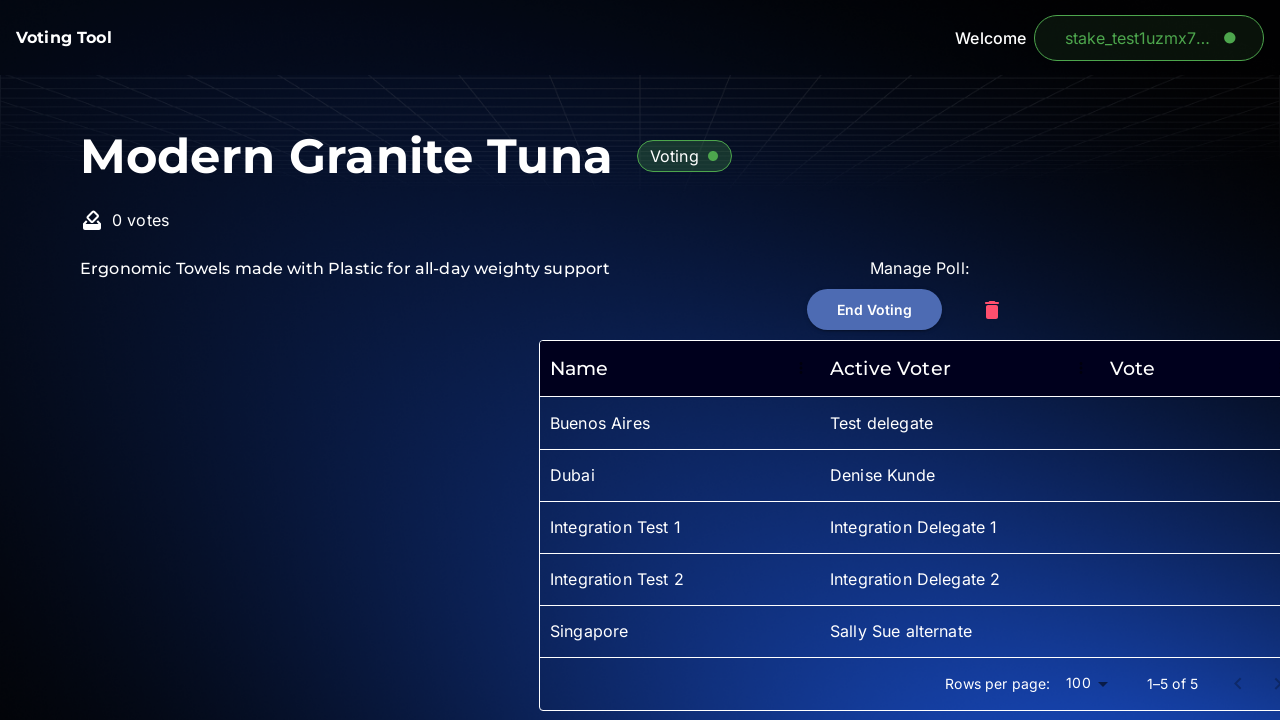 Voting Tool
Welcome stake_test1uzmx7...
Modern Granite Tuna Voting
0 votes
Ergonomic Towels made with Plastic for all-day weighty support
Manage Poll:
End Voting
Name Active Voter Vote
Buenos Aires Test delegate
Dubai Denise Kunde
Integration Test 1 Integration Delegate 1
Integration Test 2 Integration Delegate 2
Singapore Sally Sue alternate
Rows per page: 100 1–5 of 5